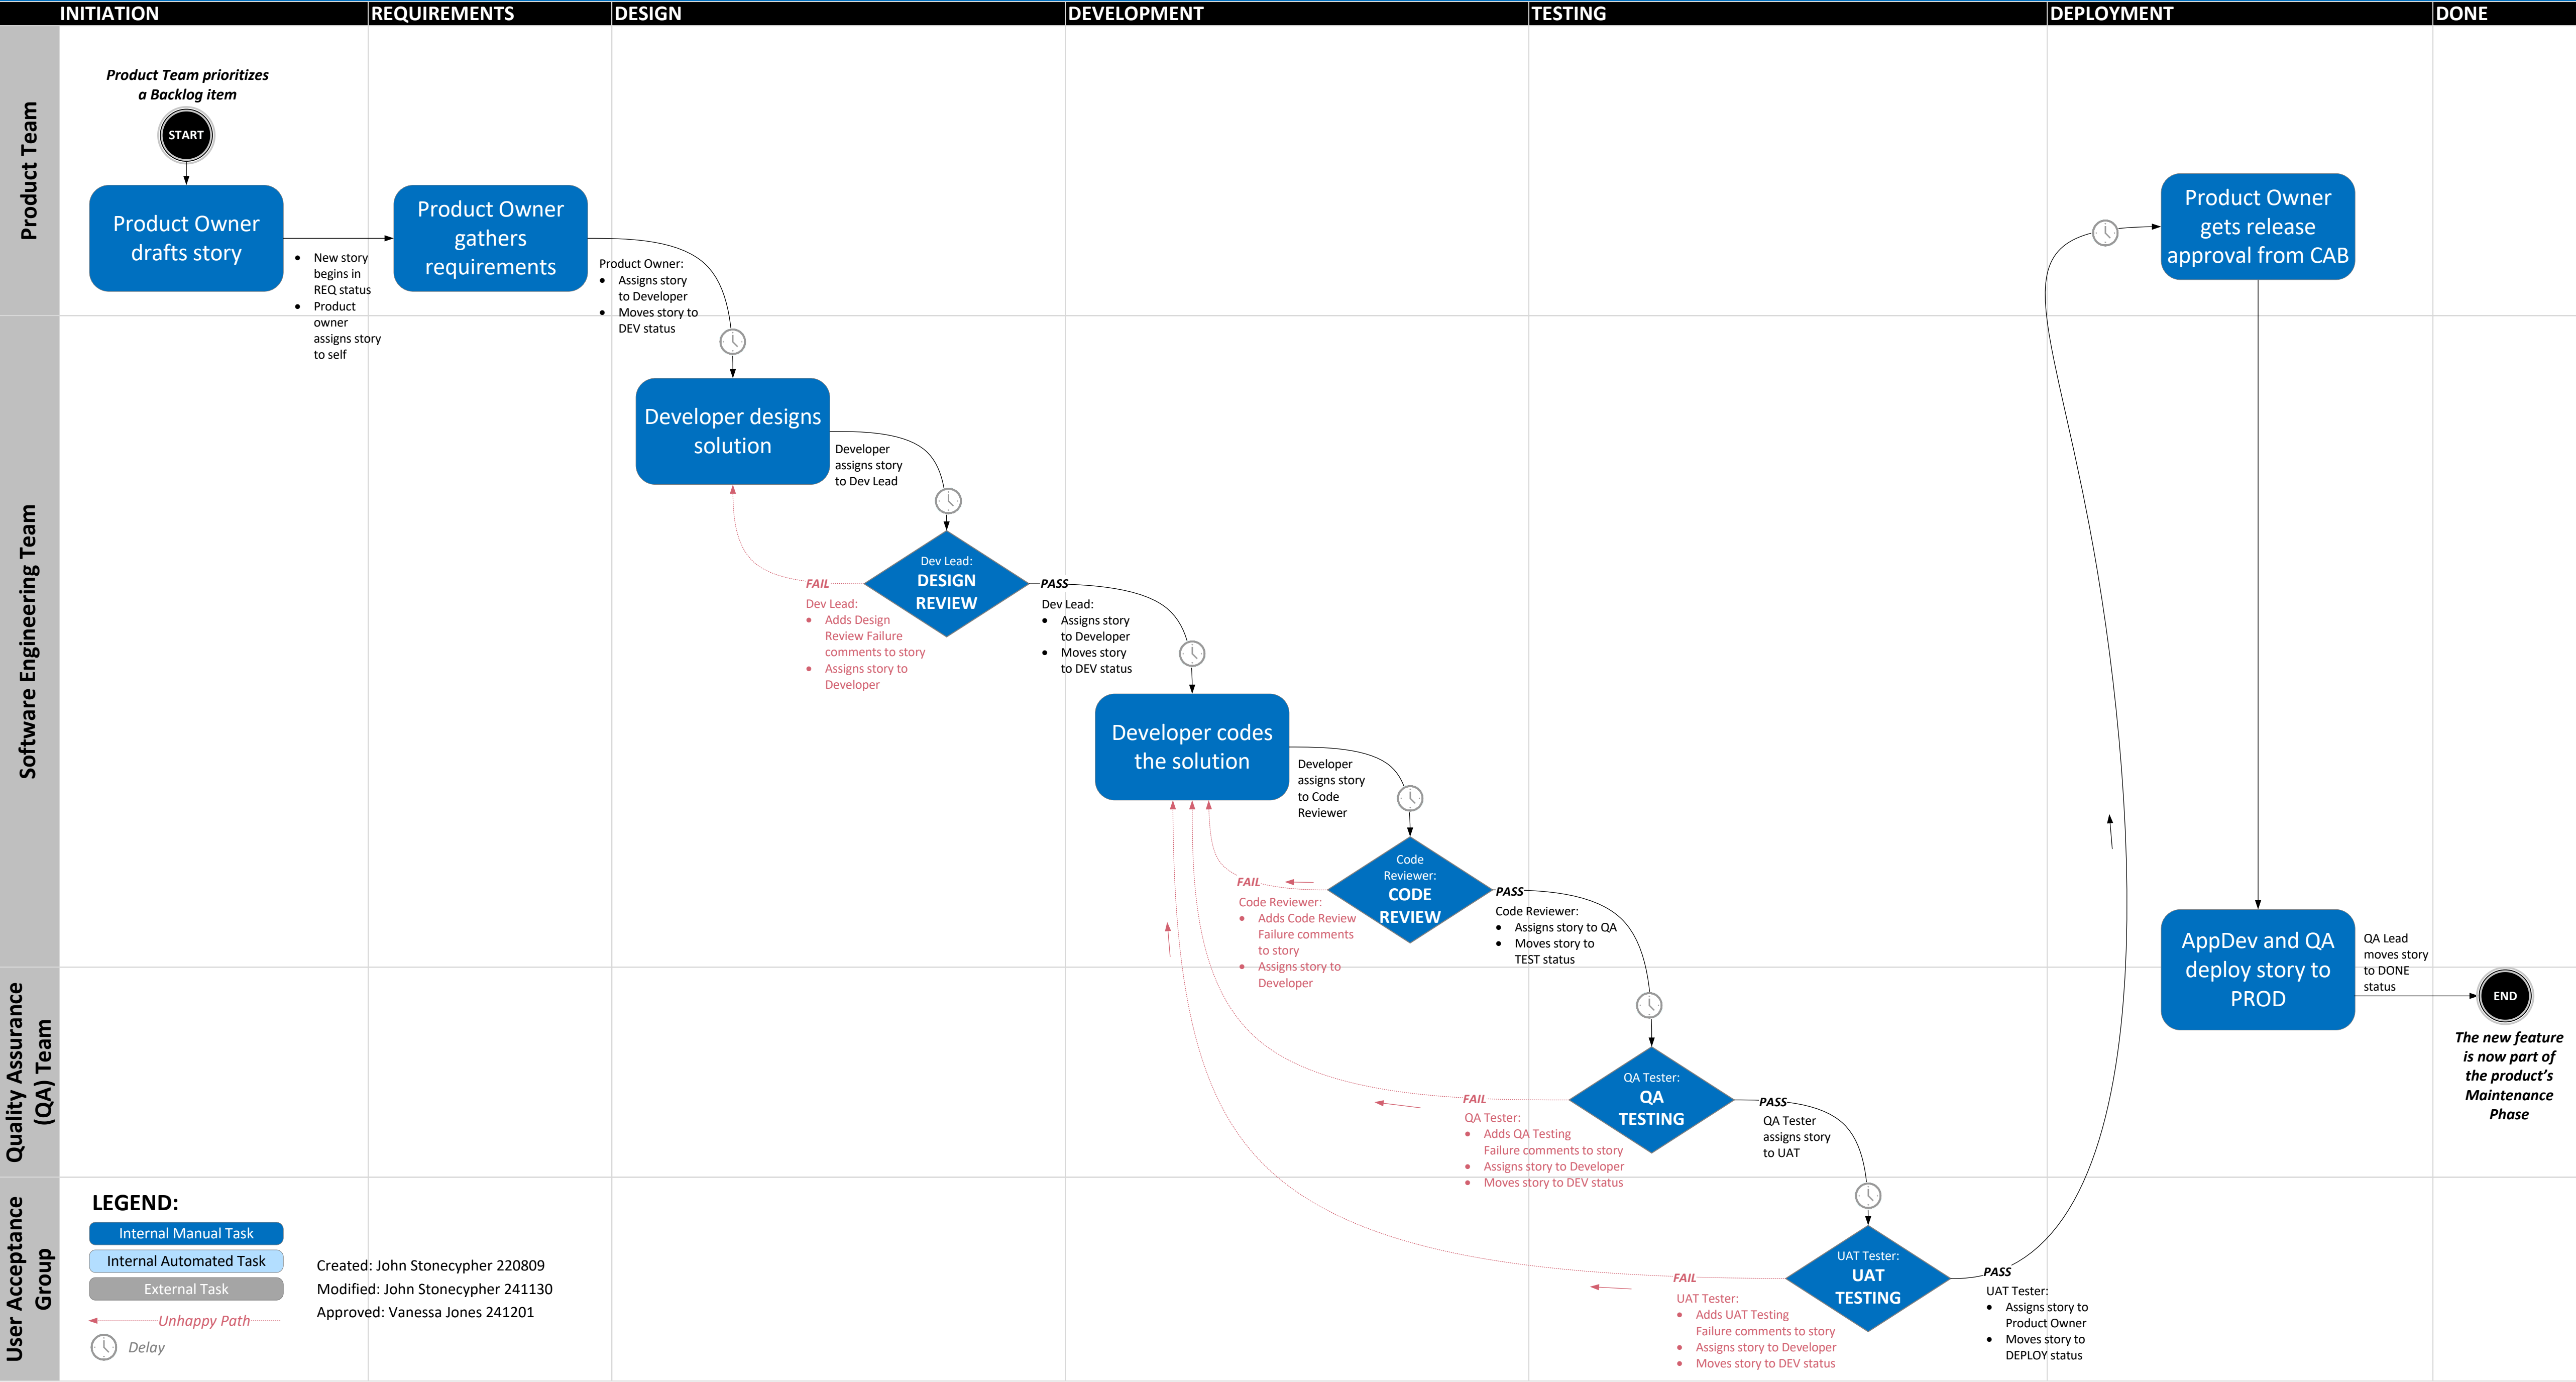 INITIATION
REQUIREMENTS
DESIGN
DEVELOPMENT
TESTING
DEPLOYMENT
DONE
Product Team
Product Team prioritizes
a Backlog item
START
Product Owner
drafts story
• New story
begins in
REQ status
• Product
owner
assigns story
to self
Product Owner
gathers
requirements
Product Owner:
• Assigns story
to Developer
• Moves story to
DEV status
Product Owner
gets release
approval from CAB
Software Engineering Team
Developer designs
solution
Developer
assigns story
to Dev Lead
Dev Lead:
DESIGN
REVIEW
FAIL
Dev Lead:
• Adds Design
Review Failure
comments to story
• Assigns story to
Developer
PASS
Dev Lead:
• Assigns story
to Developer
• Moves story
to DEV status
Developer codes
the solution
Developer
assigns story
to Code
Reviewer
Code
Reviewer:
CODE
REVIEW
FAIL
Code Reviewer:
• Adds Code Review
Failure comments
to story
• Assigns story to
Developer
PASS
Code Reviewer:
• Assigns story to QA
• Moves story to
TEST status
AppDev and QA
deploy story to
PROD
QA Lead
moves story
to DONE
status
END
The new feature
is now part of
the product's
Maintenance
Phase
Quality Assurance
(QA) Team
QA Tester:
QA
TESTING
FAIL
QA Tester:
• Adds QA Testing
Failure comments to story
• Assigns story to Developer
• Moves story to DEV status
PASS
QA Tester
assigns story
to UAT
User Acceptance
Group
UAT Tester:
UAT
TESTING
FAIL
UAT Tester:
• Adds UAT Testing
Failure comments to story
• Assigns story to Developer
• Moves story to DEV status
PASS
UAT Tester:
• Assigns story to
Product Owner
• Moves story to
DEPLOY status
LEGEND:
Internal Manual Task
Internal Automated Task
External Task
Unhappy Path
Delay
Created: John Stonecypher 220809
Modified: John Stonecypher 241130
Approved: Vanessa Jones 241201